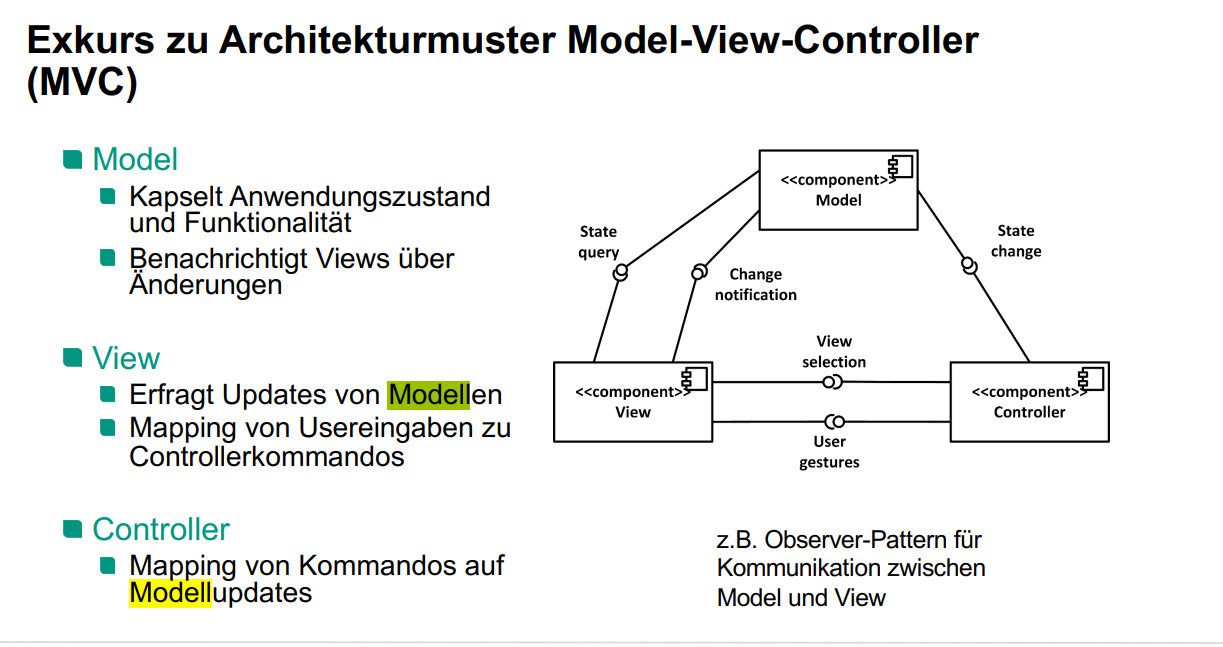 Exkurs zu Architekturmuster Model-View-Controller
(MVC)
Model
Kapselt Anwendungszustand
und Funktionalität
Benachrichtigt Views über
Änderungen
View
Erfragt Updates von Modellen
Mapping von Usereingaben zu
Controllerkommandos
Controller
Mapping von Kommandos auf
Modellupdates
<<component>>
Model
State
query
Change
notification
State
change
<<component>>
View
View
selection
User
gestures
<<component>>
Controller
z.B. Observer-Pattern für
Kommunikation zwischen
Model und View